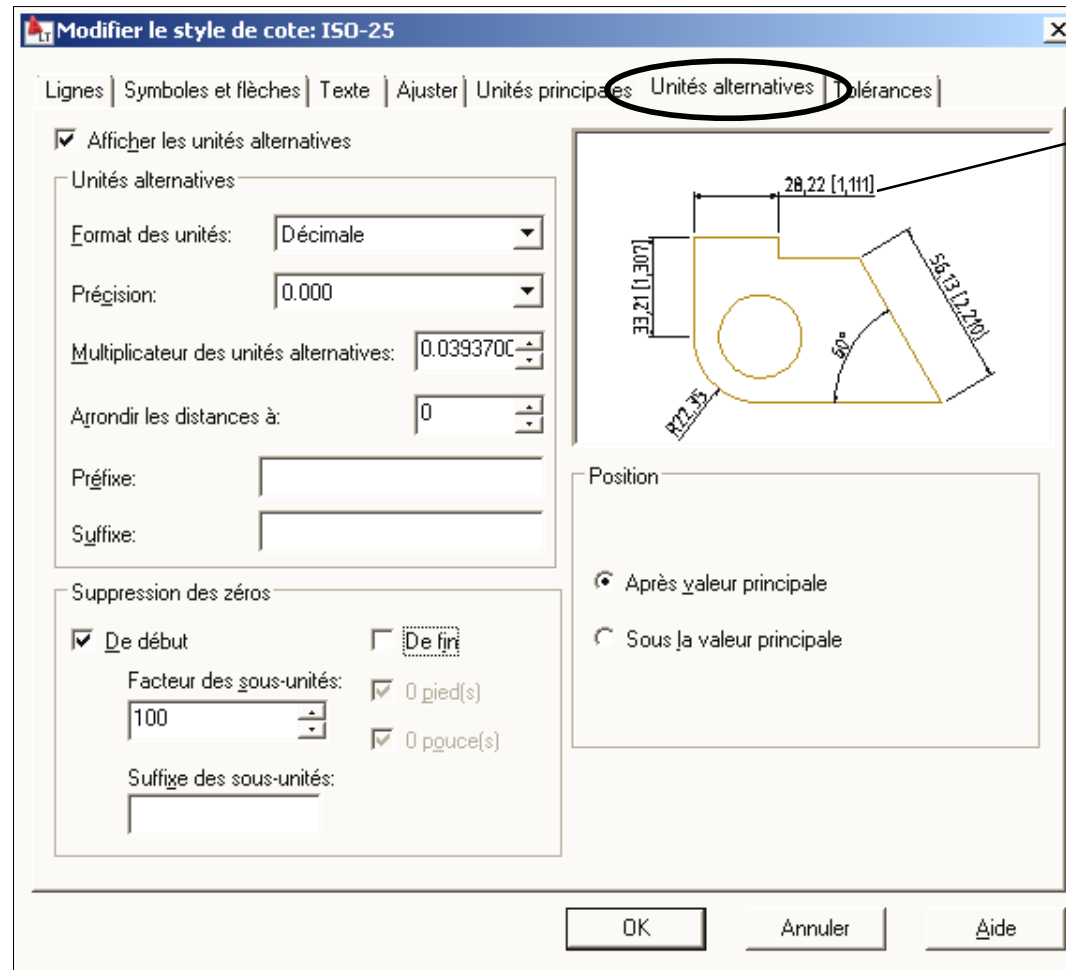 LT Modifier le style de cote: ISO-25
Lignes Symboles et flèches Texte Ajuster Unités principales Unités alternatives Tolérances
Afficher les unités alternatives
Unités alternatives
Format des unités: Décimale
Précision: 0.000
Multiplicateur des unités alternatives: 0.0393700
Arrondir les distances à: 0
Préfixe:
Suffixe:
Suppression des zéros
De début
De fin
Facteur des sous-unités:
100
0 pied(s)
0 pouce(s)
Suffixe des sous-unités:
28,22 [1,111]
33,21 [1,307]
56,13 [2,210]
60°
R22,35
Position
Après valeur principale
Sous la valeur principale
OK Annuler Aide